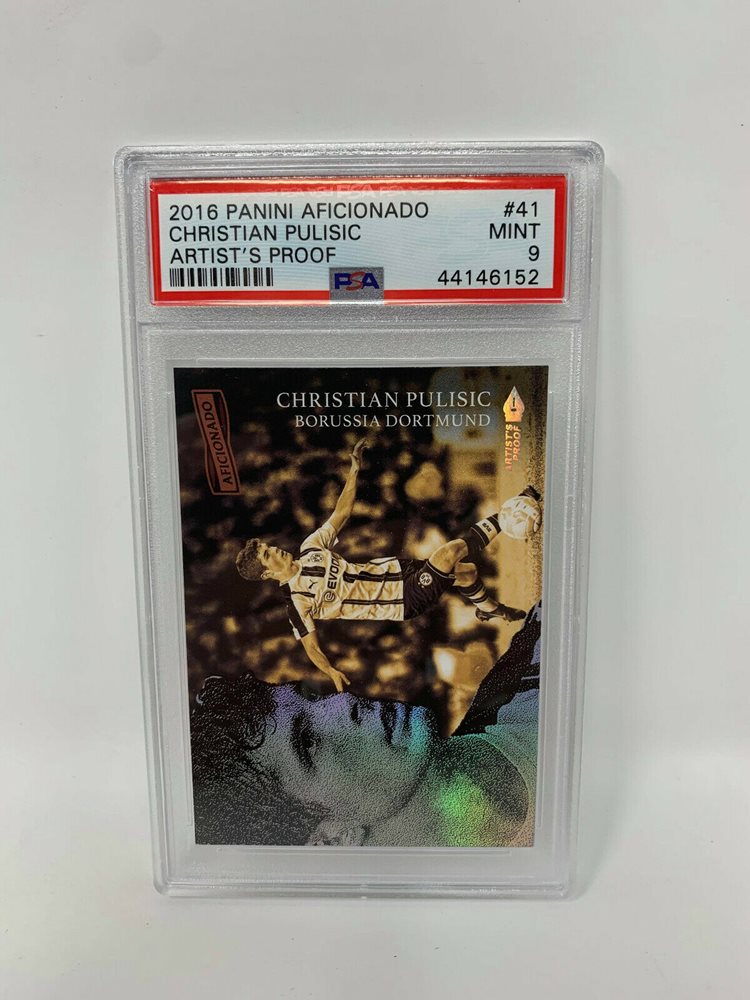 2016 PANINI AFICIONADO #41
CHRISTIAN PULISIC MINT
ARTIST'S PROOF 9
PSA 44146152
CHRISTIAN PULISIC
BORUSSIA DORTMUND
AFICIONADO
ARTIST'S
PROOF
EVON